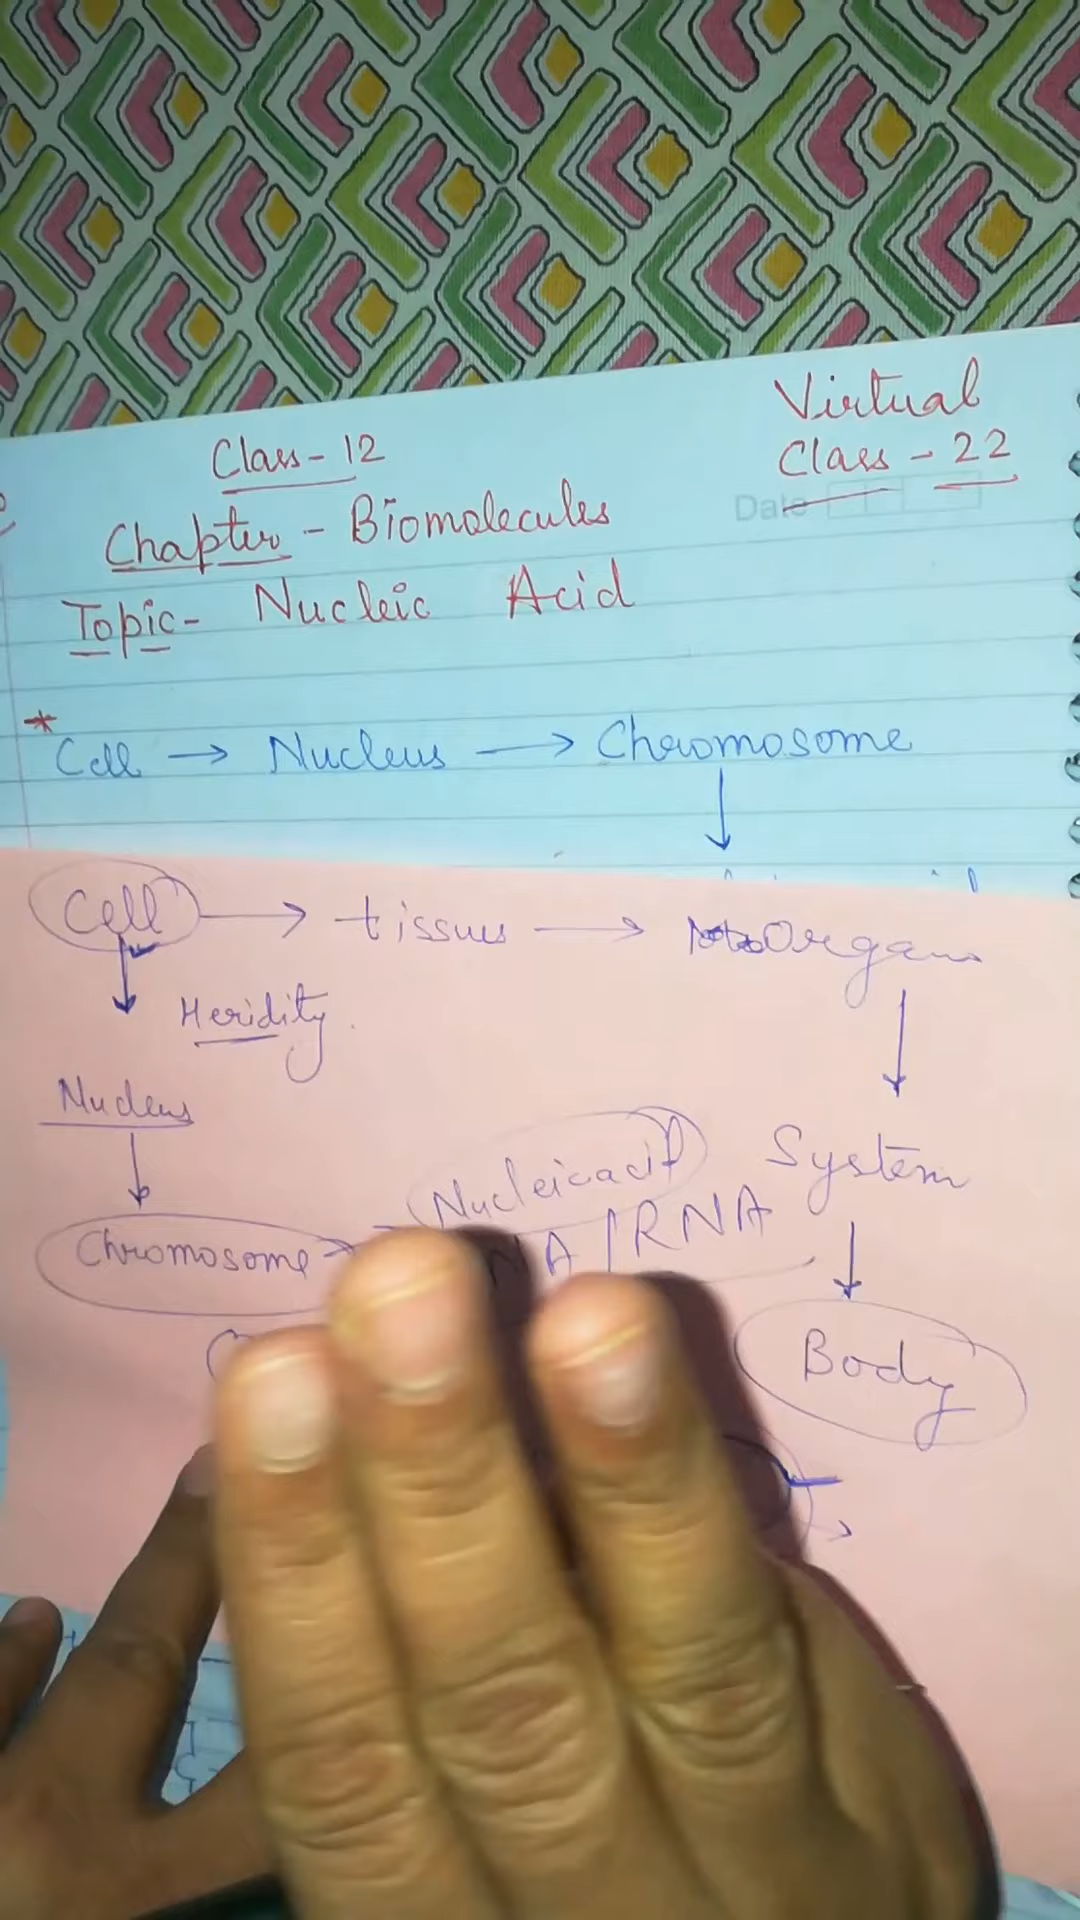 Virtual
Class - 12
Class - 22
Date
Chapter - Biomolecules
Topic - Nucleic Acid
* Cell → Nucleus → Chromosome
↓
Cell → tissues → Organs
↓ Heridity ↓
Nucleus
↓ Nucleicacid System
Chromosome → NA / RNA ↓
Body